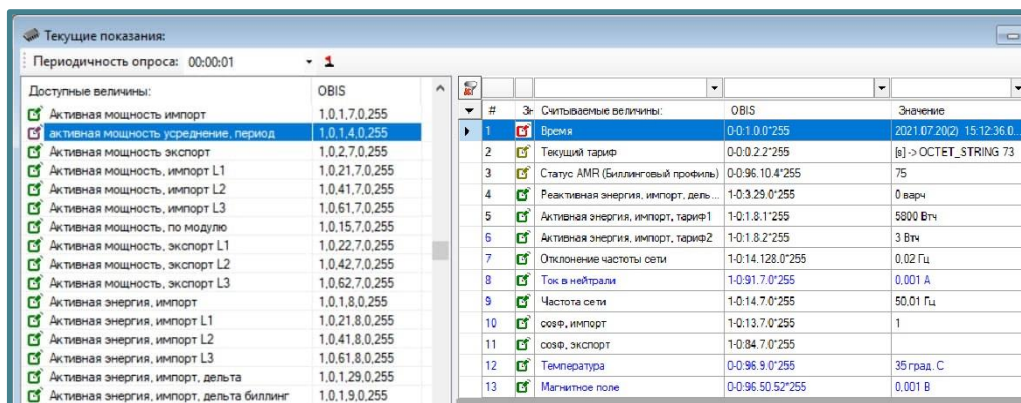 Текущие показания:
Периодичность опроса: 00:00:01 1
Доступные величины: OBIS
Активная мощность импорт 1,0,1,7,0,255
активная мощность усреднение, период 1,0,1,4,0,255
Активная мощность экспорт 1,0,2,7,0,255
Активная мощность, импорт L1 1,0,21,7,0,255
Активная мощность, импорт L2 1,0,41,7,0,255
Активная мощность, импорт L3 1,0,61,7,0,255
Активная мощность, по модулю 1,0,15,7,0,255
Активная мощность, экспорт L1 1,0,22,7,0,255
Активная мощность, экспорт L2 1,0,42,7,0,255
Активная мощность, экспорт L3 1,0,62,7,0,255
Активная энергия, импорт 1,0,1,8,0,255
Активная энергия, импорт L1 1,0,21,8,0,255
Активная энергия, импорт L2 1,0,41,8,0,255
Активная энергия, импорт L3 1,0,61,8,0,255
Активная энергия, импорт, дельта 1,0,1,29,0,255
Активная энергия, импорт, дельта биллинг 1,0,1,9,0,255
# Зн Считываемые величины: OBIS Значение
1 Время 0-0:1.0.0*255 2021.07.20(2) 15:12:36.0...
2 Текущий тариф 0-0:0.2.2*255 [s] -> OCTET_STRING 73
3 Статус AMR (Биллинговый профиль) 0-0:96.10.4*255 75
4 Реактивная энергия, импорт, дель... 1-0:3.29.0*255 0 варч
5 Активная энергия, импорт, тариф1 1-0:1.8.1*255 5800 Втч
6 Активная энергия, импорт, тариф2 1-0:1.8.2*255 3 Втч
7 Отклонение частоты сети 1-0:14.128.0*255 0,02 Гц
8 Ток в нейтрали 1-0:91.7.0*255 0,001 А
9 Частота сети 1-0:14.7.0*255 50,01 Гц
10 cosФ, импорт 1-0:13.7.0*255 1
11 cosФ, экспорт 1-0:84.7.0*255
12 Температура 0-0:96.9.0*255 35 град. С
13 Магнитное поле 0-0:96.50.52*255 0,001 В